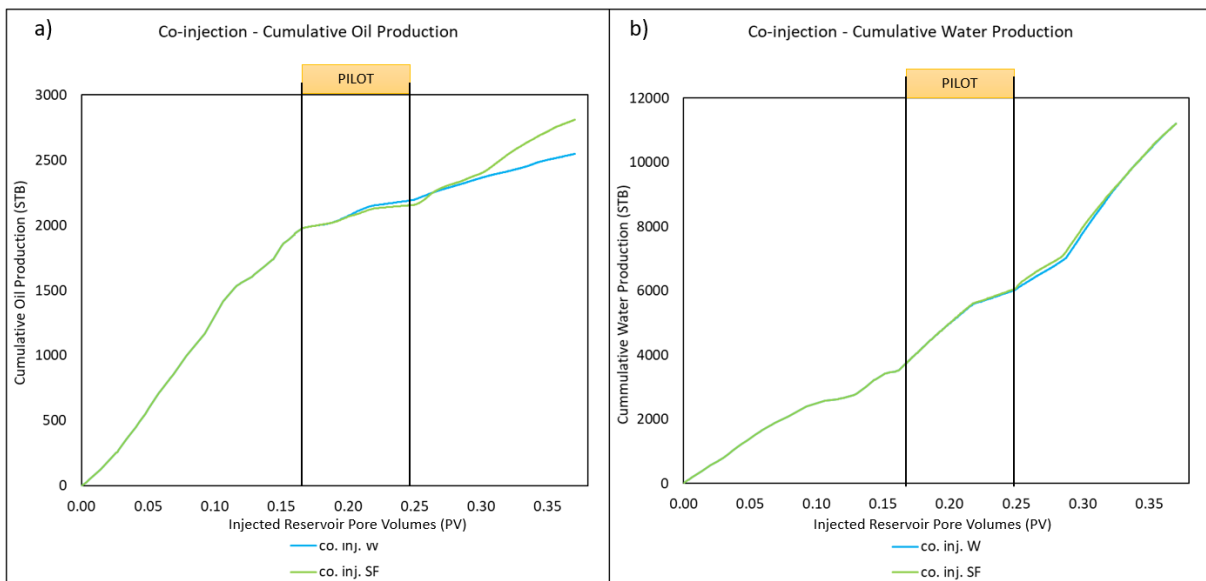 a)
Co-injection - Cumulative Oil Production
PILOT
3000
2500
2000
1500
1000
500
0
Cumulative Oil Production (STB)
0.00 0.05 0.10 0.15 0.20 0.25 0.30 0.35
Injected Reservoir Pore Volumes (PV)
co. inj. W
co. inj. SF
b)
Co-injection - Cumulative Water Production
PILOT
12000
10000
8000
6000
4000
2000
0
Cummulative Water Production (STB)
0.00 0.05 0.10 0.15 0.20 0.25 0.30 0.35
Injected Reservoir Pore Volumes (PV)
co. inj. W
co. inj. SF